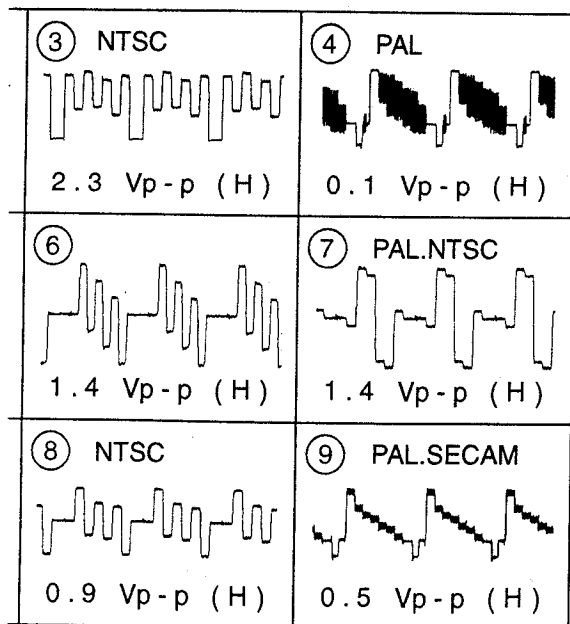 3 NTSC
2.3 Vp-p (H)
4 PAL
0.1 Vp-p (H)
6
1.4 Vp-p (H)
7 PAL.NTSC
1.4 Vp-p (H)
8 NTSC
0.9 Vp-p (H)
9 PAL.SECAM
0.5 Vp-p (H)